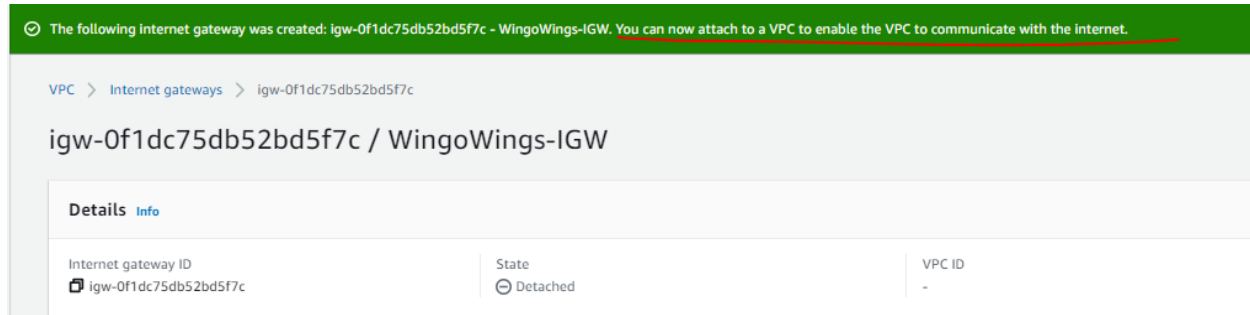 The following internet gateway was created: igw-0f1dc75db52bd5f7c - WingoWings-IGW. You can now attach to a VPC to enable the VPC to communicate with the internet.
VPC > Internet gateways > igw-0f1dc75db52bd5f7c
igw-0f1dc75db52bd5f7c / WingoWings-IGW
Details Info
Internet gateway ID State VPC ID
igw-0f1dc75db52bd5f7c Detached -